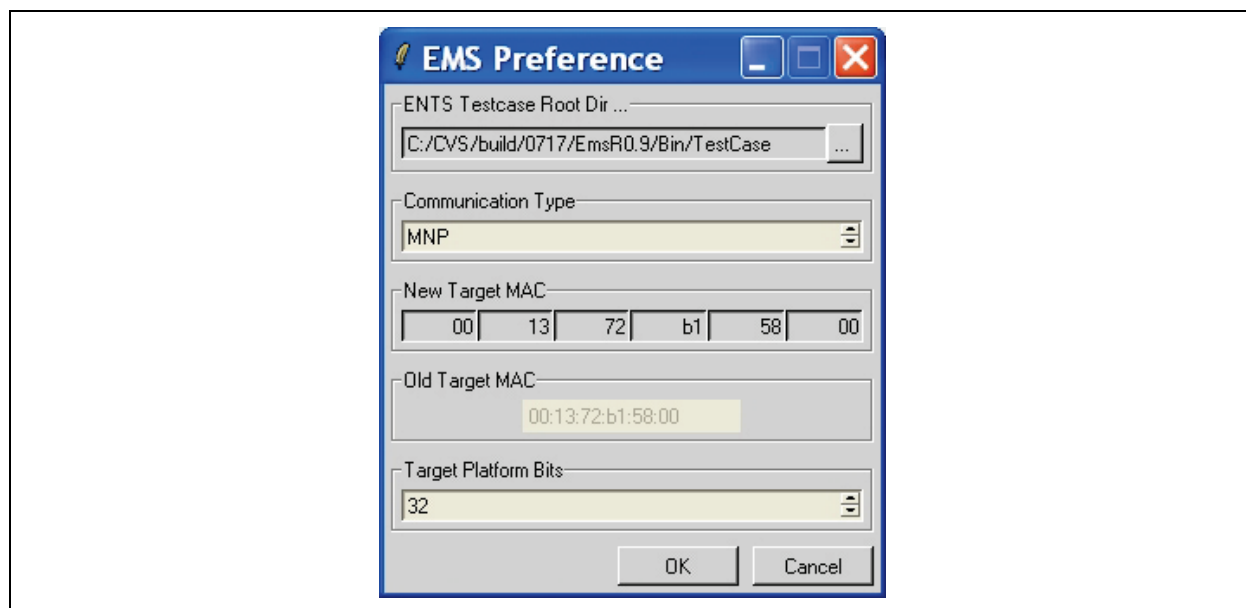 EMS Preference
ENTS Testcase Root Dir ...
C:/CVS/build/0717/EmsR0.9/Bin/TestCase ...
Communication Type
MNP
New Target MAC
00 13 72 b1 58 00
Old Target MAC
00:13:72:b1:58:00
Target Platform Bits
32
OK Cancel